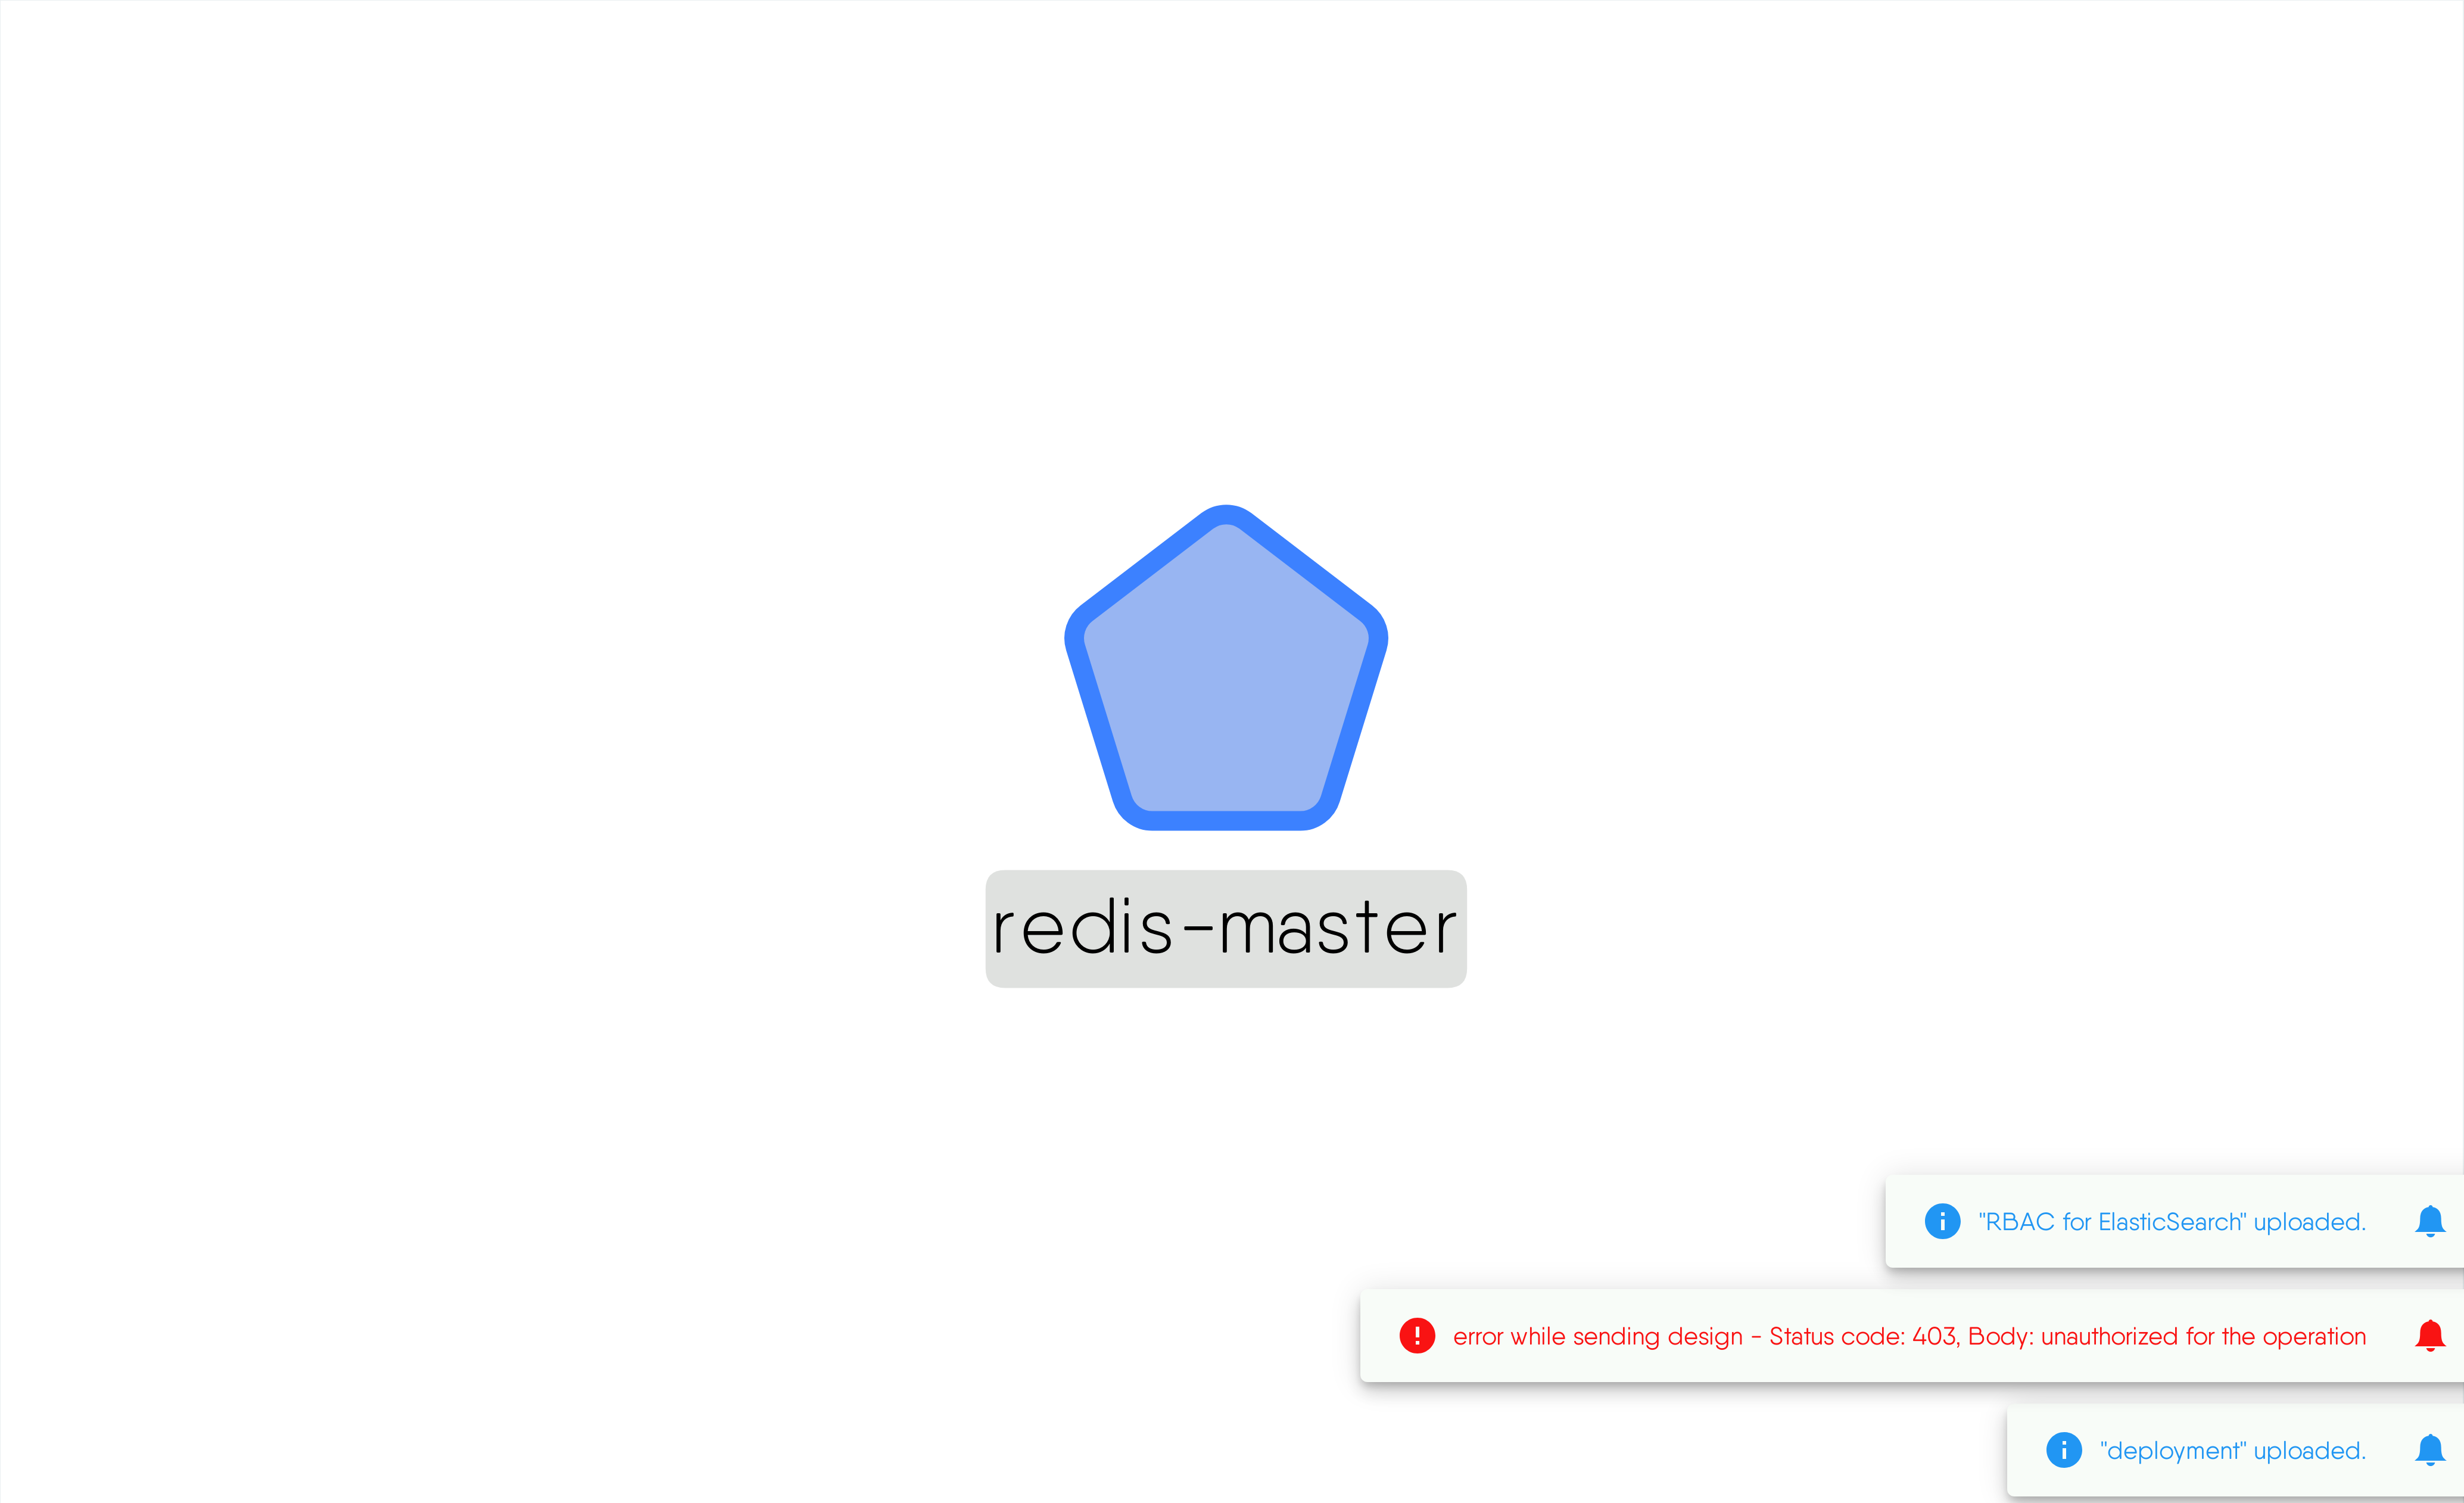 redis-master
"RBAC for ElasticSearch" uploaded.
error while sending design - Status code: 403, Body: unauthorized for the operation
"deployment" uploaded.